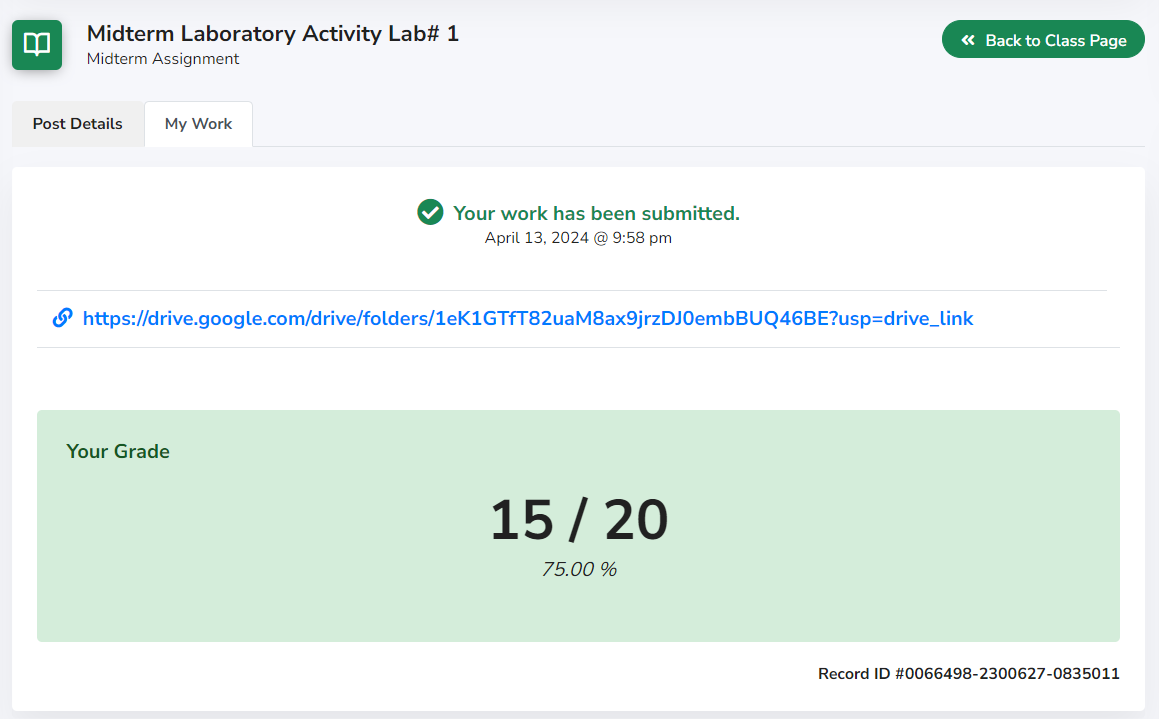 Midterm Laboratory Activity Lab# 1
Midterm Assignment
Back to Class Page
Post Details
My Work
Your work has been submitted.
April 13, 2024 @ 9:58 pm
https://drive.google.com/drive/folders/1eK1GTfT82uaM8ax9jrzDJ0embBUQ46BE?usp=drive_link
Your Grade
15 / 20
75.00 %
Record ID #0066498-2300627-0835011